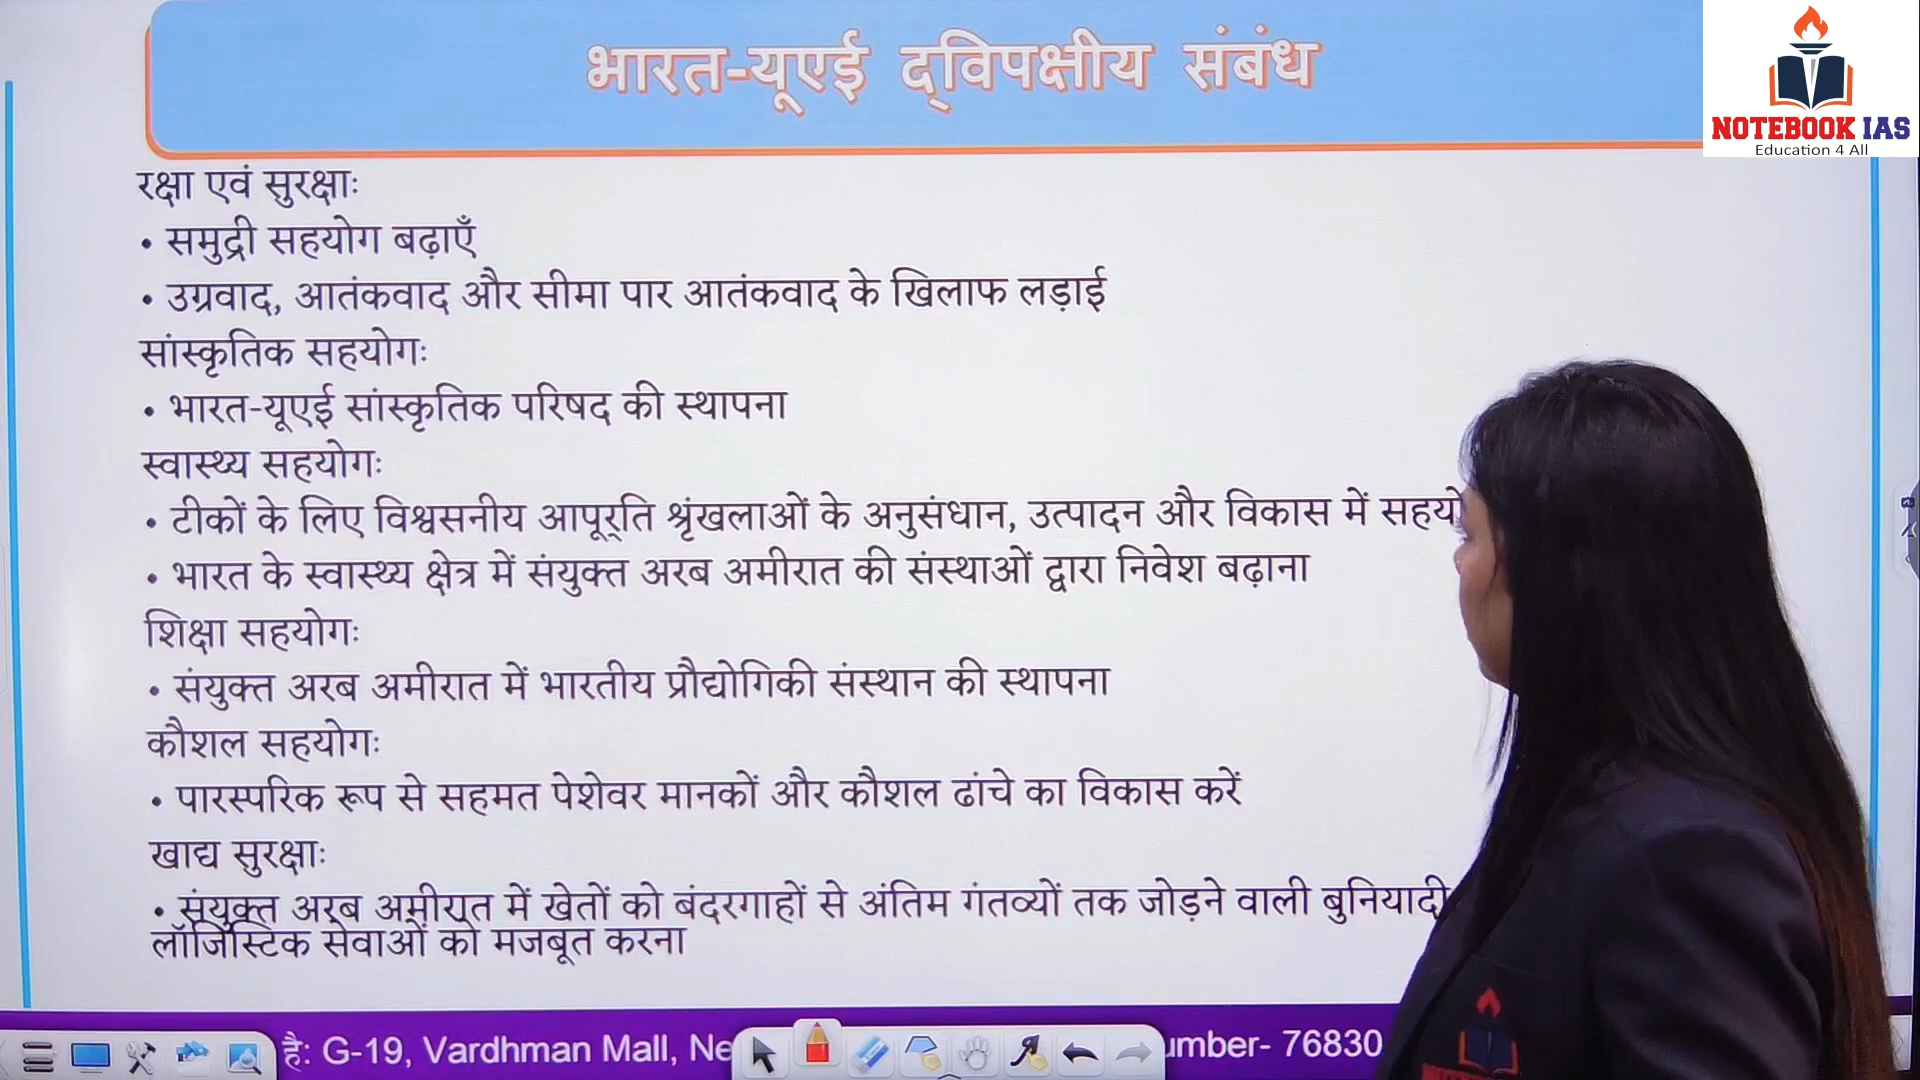 भारत-यूएई द्विपक्षीय संबंध
NOTEBOOK IAS
Education 4 All
रक्षा एवं सुरक्षाः
• समुद्री सहयोग बढ़ाएँ
• उग्रवाद, आतंकवाद और सीमा पार आतंकवाद के खिलाफ लड़ाई
सांस्कृतिक सहयोगः
• भारत-यूएई सांस्कृतिक परिषद की स्थापना
स्वास्थ्य सहयोगः
• टीकों के लिए विश्वसनीय आपूर्ति श्रृंखलाओं के अनुसंधान, उत्पादन और विकास में
• भारत के स्वास्थ्य क्षेत्र में संयुक्त अरब अमीरात की संस्थाओं द्वारा निवेश बढ़ाना
शिक्षा सहयोगः
• संयुक्त अरब अमीरात में भारतीय प्रौद्योगिकी संस्थान की स्थापना
कौशल सहयोगः
• पारस्परिक रूप से सहमत पेशेवर मानकों और कौशल ढांचे का विकास करें
खाद्य सुरक्षाः
• संयुक्त अरब अमीरात में खेतों को बंदरगाहों से अंतिम गंतव्यों तक जोड़ने वाली बुनियादी
लॉजिस्टिक सेवाओं को मजबूत करना
है: G-19, Vardhman Mall, Ne
umber- 76830